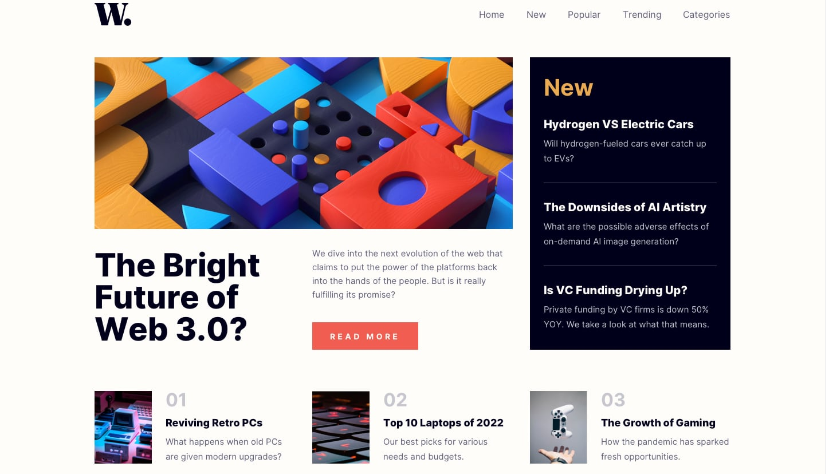 W.
Home New Popular Trending Categories
The Bright
Future of
Web 3.0?
We dive into the next evolution of the web that
claims to put the power of the platforms back
into the hands of the people. But is it really
fulfilling its promise?
READ MORE
New
Hydrogen VS Electric Cars
Will hydrogen-fueled cars ever catch up
to EVs?
The Downsides of AI Artistry
What are the possible adverse effects of
on-demand AI image generation?
Is VC Funding Drying Up?
Private funding by VC firms is down 50%
YOY. We take a look at what that means.
01
Reviving Retro PCs
What happens when old PCs
are given modern upgrades?
02
Top 10 Laptops of 2022
Our best picks for various
needs and budgets.
03
The Growth of Gaming
How the pandemic has sparked
fresh opportunities.